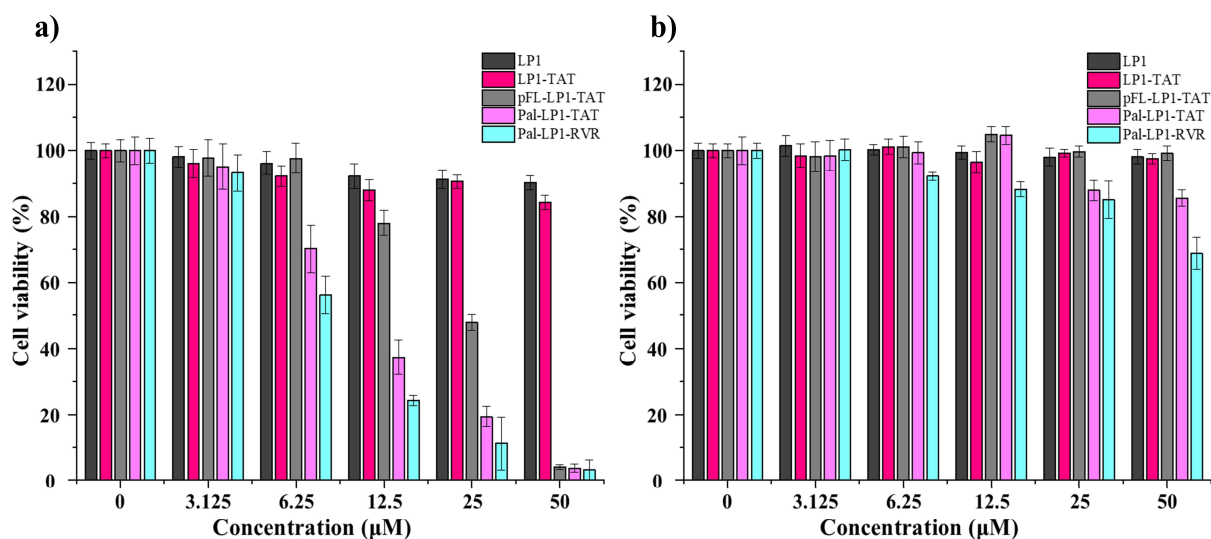 a)
LP1
LP1-TAT
pFL-LP1-TAT
Pal-LP1-TAT
Pal-LP1-RVR
120
100
80
60
40
20
0
Cell viability (%)
0 3.125 6.25 12.5 25 50
Concentration (μM)
b)
LP1
LP1-TAT
pFL-LP1-TAT
Pal-LP1-TAT
Pal-LP1-RVR
120
100
80
60
40
20
0
Cell viability (%)
0 3.125 6.25 12.5 25 50
Concentration (μM)